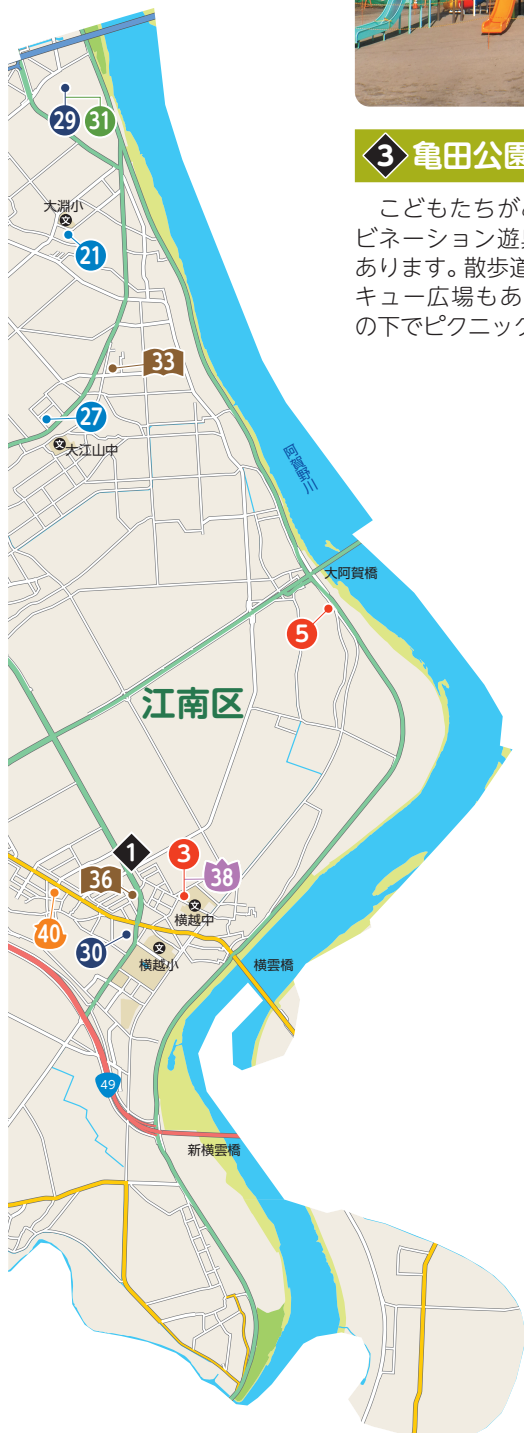 29 31
大淵小
文
21
33
27
文
大江山中
阿賀野川
大阿賀橋
5
江南区
1
36
3
38
文
横越中
40
30
文
横越小
横雲橋
49
新横雲橋
3 亀田公園
こどもたちが
ビネーション遊
あります。散歩道
キュー広場もあ
の下でピクニック